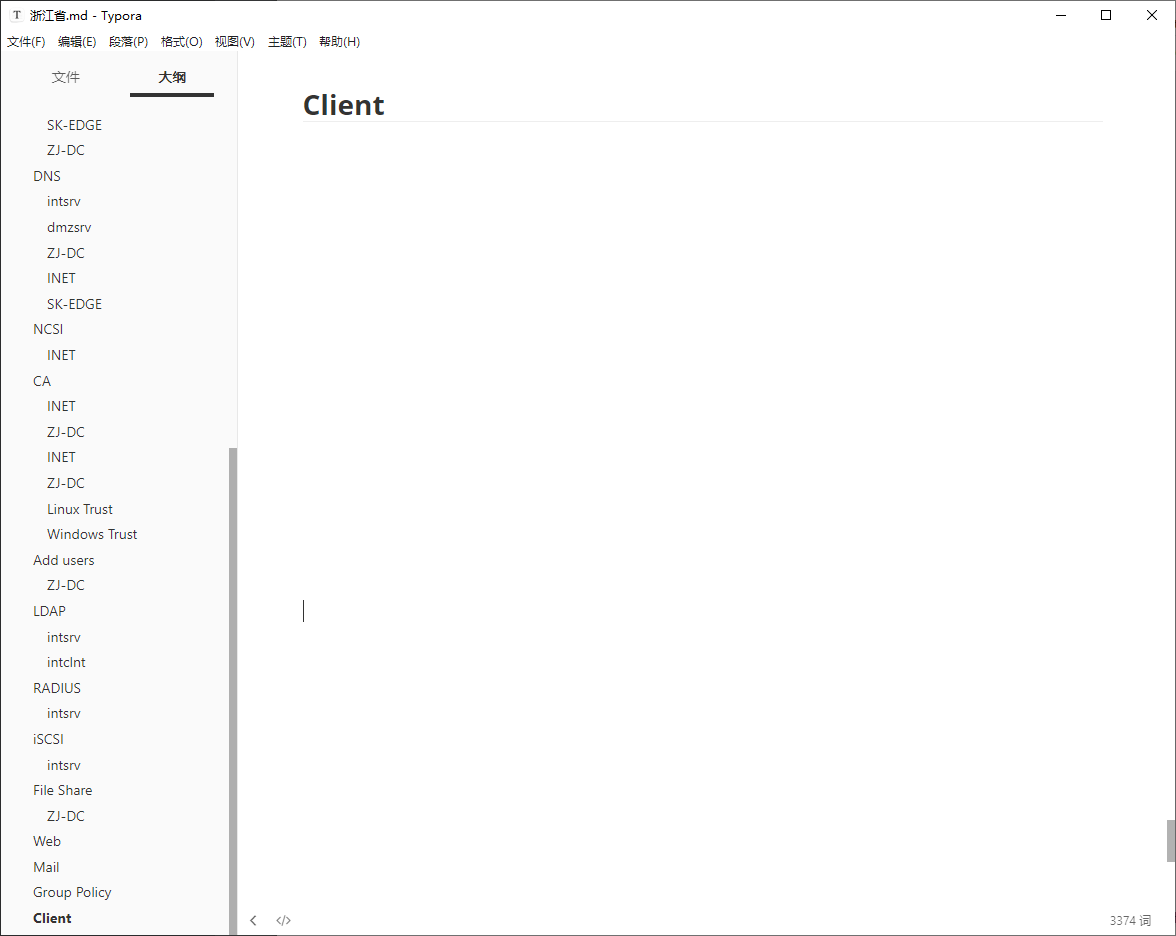 T 浙江省.md - Typora
文件(F) 编辑(E) 段落(P) 格式(O) 视图(V) 主题(T) 帮助(H)
文件 大纲
SK-EDGE
ZJ-DC
DNS
intsrv
dmzsrv
ZJ-DC
INET
SK-EDGE
NCSI
INET
CA
INET
ZJ-DC
INET
ZJ-DC
Linux Trust
Windows Trust
Add users
ZJ-DC
LDAP
intsrv
intclnt
RADIUS
intsrv
iSCSI
intsrv
File Share
ZJ-DC
Web
Mail
Group Policy
Client
Client
</> 3374 词